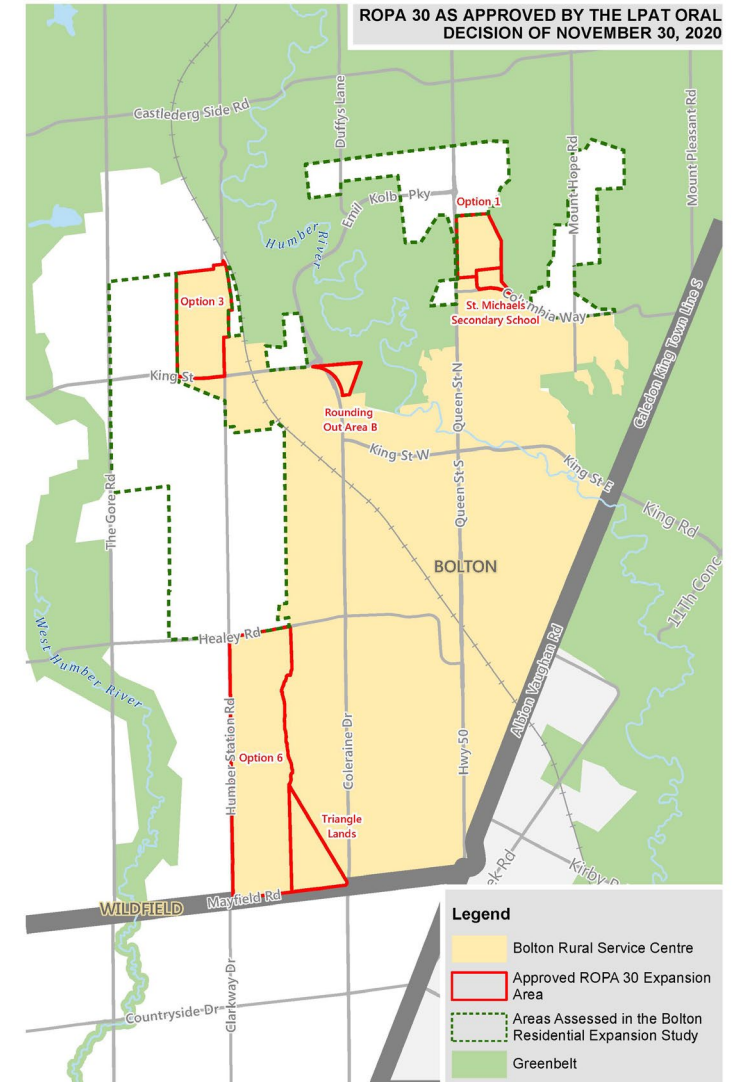 ROPA 30 AS APPROVED BY THE LPAT ORAL
DECISION OF NOVEMBER 30, 2020
Castlederg Side Rd
Duffys Lane
Mount Hope Rd
Mount Pleasant Rd
Emil Kolb Pky
Option 1
Humber
River
Option 3
St. Michaels
Secondary School
Columbia Way
King St
Rounding
Out Area B
Queen St N
Caledon King Town Line S
King St W
King St E
King Rd
The Gore Rd
Queen St S
BOLTON
11Th Conc
West Humber River
Healey Rd
Albion Vaughan Rd
Humber Station Rd
Option 6
Coleraine Dr
Hwy 50
Triangle
Lands
ek Rd
Kirby
WILDFIELD
Mayfield Rd
Clarkway Dr
Countryside Dr
Legend
Bolton Rural Service Centre
Approved ROPA 30 Expansion
Area
Areas Assessed in the Bolton
Residential Expansion Study
Greenbelt